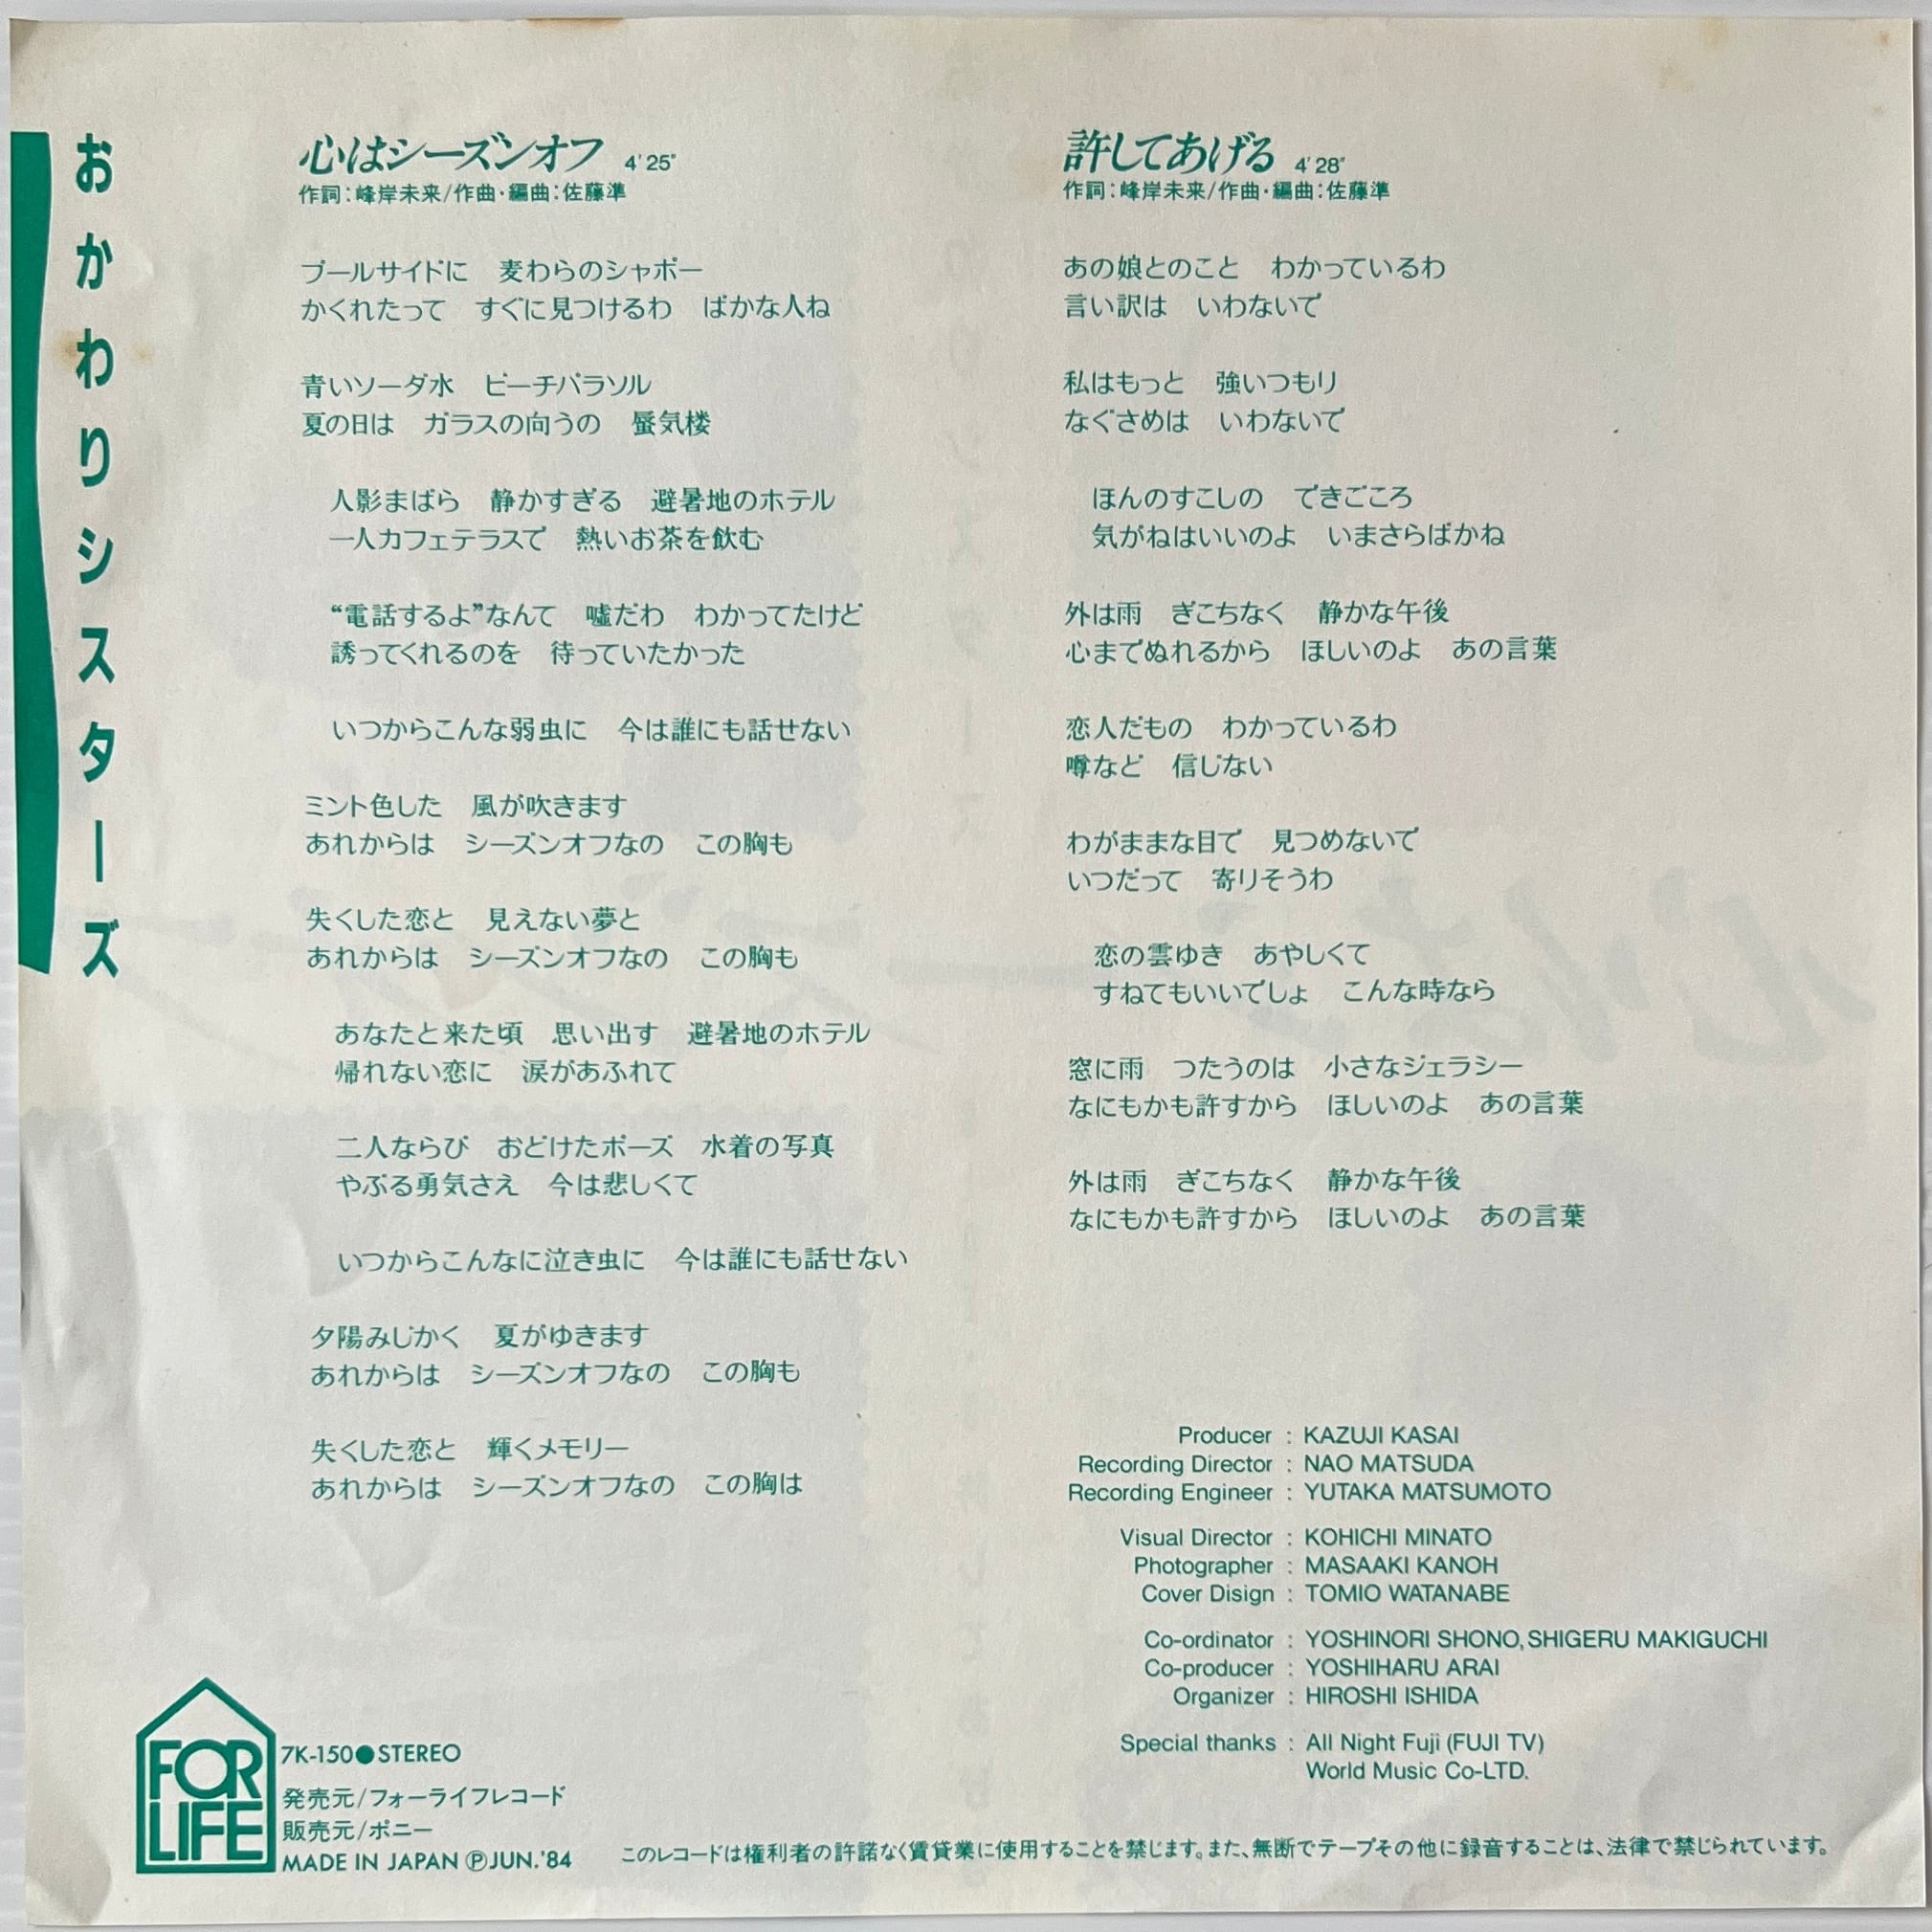 おかわりシスターズ
心はシーズンオフ 4'25"
作詞：峰岸未来/作曲・編曲：佐藤準
プールサイドに　麦わらのシャポー
かくれたって　すぐに見つけるわ　ばかな人ね
青いソーダ水　ビーチパラソル
夏の日は　ガラスの向うの　蜃気楼
人影まばら　静かすぎる　避暑地のホテル
一人カフェテラスで　熱いお茶を飲む
“電話するよ”なんて　嘘だわ　わかってたけど
誘ってくれるのを　待っていたかった
いつからこんな弱虫に　今は誰にも話せない
ミント色した　風が吹きます
あれからは　シーズンオフなの　この胸も
失くした恋と　見えない夢と
あれからは　シーズンオフなの　この胸も
あなたと来た頃　思い出す　避暑地のホテル
帰れない恋に　涙があふれて
二人ならび　おどけたポーズ　水着の写真
やぶる勇気さえ　今は悲しくて
いつからこんなに泣き虫に　今は誰にも話せない
夕陽みじかく　夏がゆきます
あれからは　シーズンオフなの　この胸も
失くした恋と　輝くメモリー
あれからは　シーズンオフなの　この胸は
許してあげる 4'28"
作詞：峰岸未来/作曲・編曲：佐藤準
あの娘とのこと　わかっているわ
言い訳は　いわないで
私はもっと　強いつもり
なぐさめは　いわないで
ほんのすこしの　できごころ
気がねはいいのよ　いまさらばかね
外は雨　ぎこちなく　静かな午後
心までぬれるから　ほしいのよ　あの言葉
恋人だもの　わかっているわ
噂など　信じない
わがままな目で　見つめないで
いつだって　寄りそうわ
恋の雲ゆき　あやしくて
すねてもいいでしょ　こんな時なら
窓に雨　つたうのは　小さなジェラシー
なにもかも許すから　ほしいのよ　あの言葉
外は雨　ぎこちなく　静かな午後
なにもかも許すから　ほしいのよ　あの言葉
Producer : KAZUJI KASAI
Recording Director : NAO MATSUDA
Recording Engineer : YUTAKA MATSUMOTO
Visual Director : KOHICHI MINATO
Photographer : MASAAKI KANOH
Cover Disign : TOMIO WATANABE
Co-ordinator : YOSHINORI SHONO, SHIGERU MAKIGUCHI
Co-producer : YOSHIHARU ARAI
Organizer : HIROSHI ISHIDA
Special thanks : All Night Fuji (FUJI TV)
World Music Co-LTD.
FOR
LIFE
7K-150●STEREO
発売元/フォーライフレコード
販売元/ポニー
MADE IN JAPAN ⓅJUN.'84
このレコードは権利者の許諾なく賃貸業に使用することを禁じます。また、無断でテープその他に録音することは、法律で禁じられています。